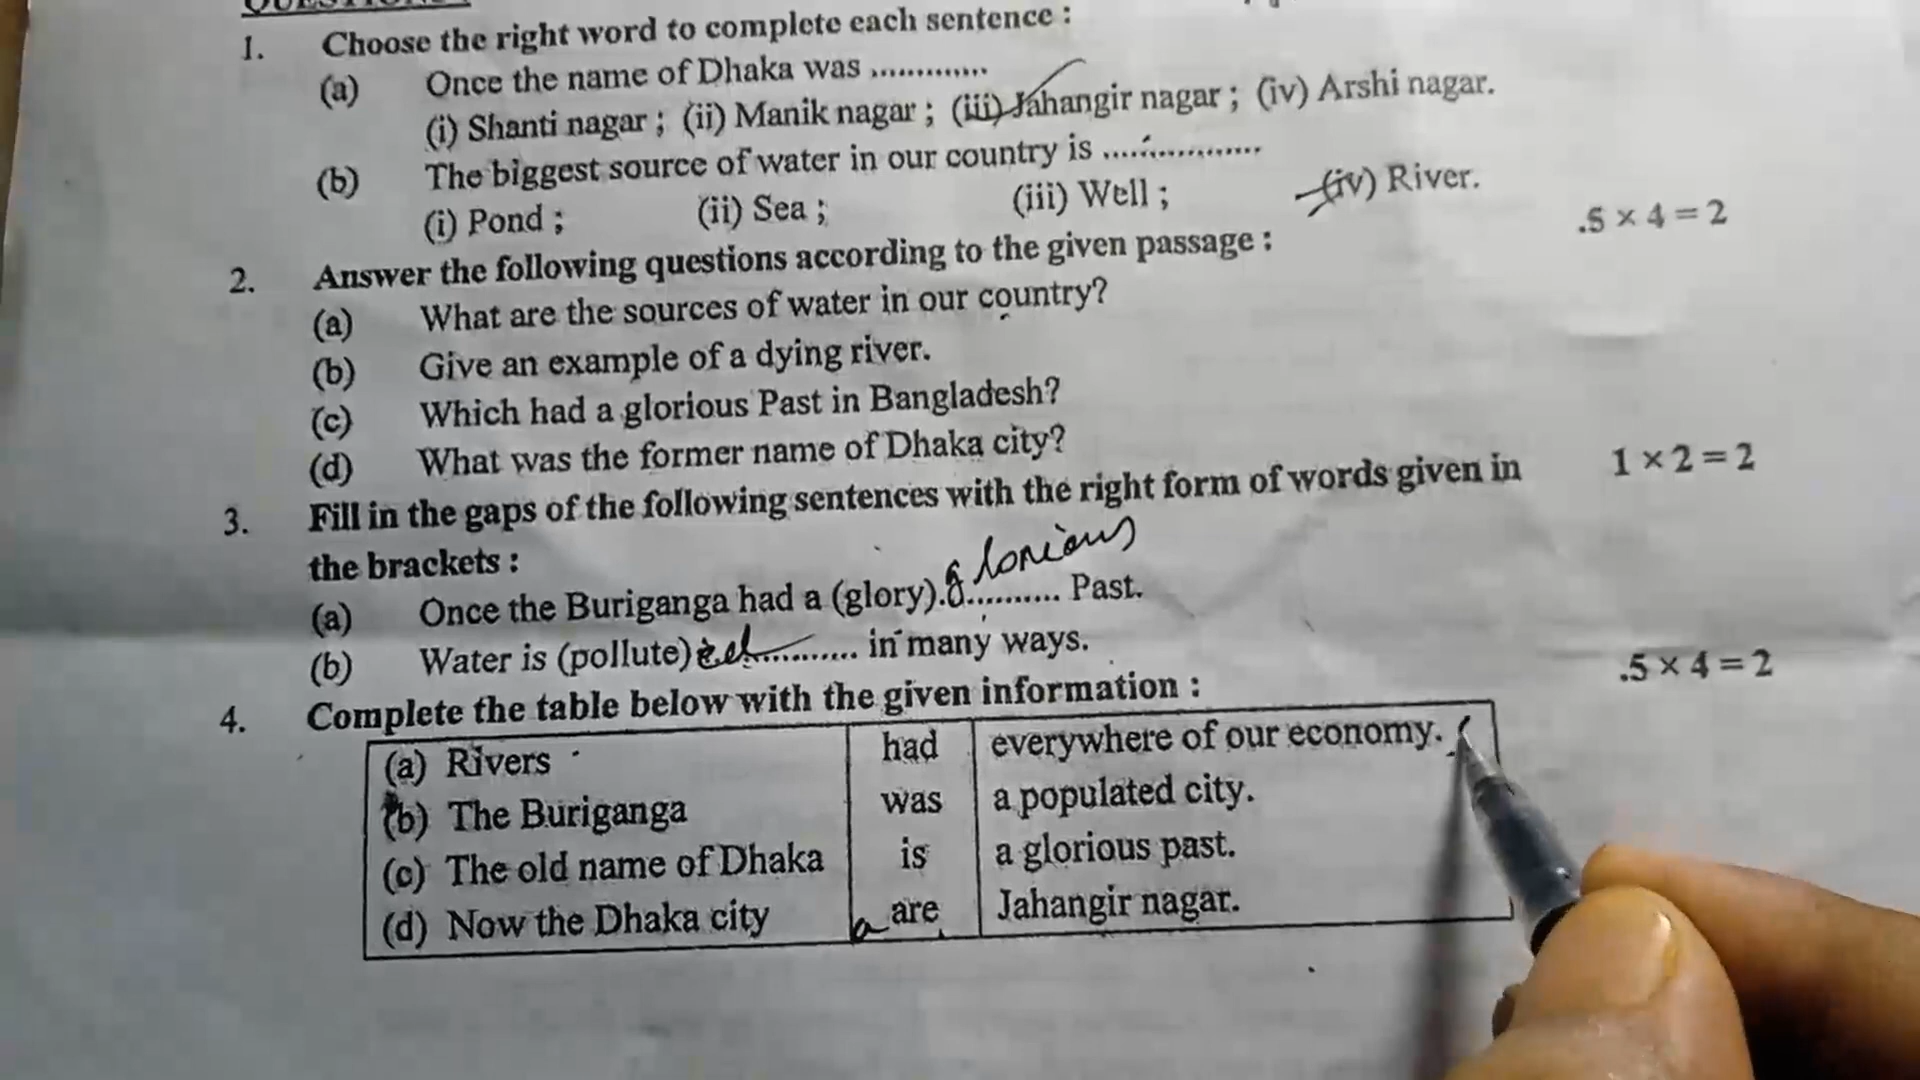 QUESTIONS :
1. Choose the right word to complete each sentence :
(a) Once the name of Dhaka was .............
(i) Shanti nagar ; (ii) Manik nagar ; (iii) Jahangir nagar ; (iv) Arshi nagar.
(b) The biggest source of water in our country is ..................
(i) Pond ; (ii) Sea ; (iii) Well ; (iv) River.
2. Answer the following questions according to the given passage : .5 × 4 = 2
(a) What are the sources of water in our country?
(b) Give an example of a dying river.
(c) Which had a glorious Past in Bangladesh?
(d) What was the former name of Dhaka city?
3. Fill in the gaps of the following sentences with the right form of words given in 1 × 2 = 2
the brackets :
glorious
(a) Once the Buriganga had a (glory)............. Past.
(b) Water is (pollute) ed ............ in many ways.
4. Complete the table below with the given information : .5 × 4 = 2
(a) Rivers had everywhere of our economy.
(b) The Buriganga was a populated city.
(c) The old name of Dhaka is a glorious past.
(d) Now the Dhaka city a are Jahangir nagar.